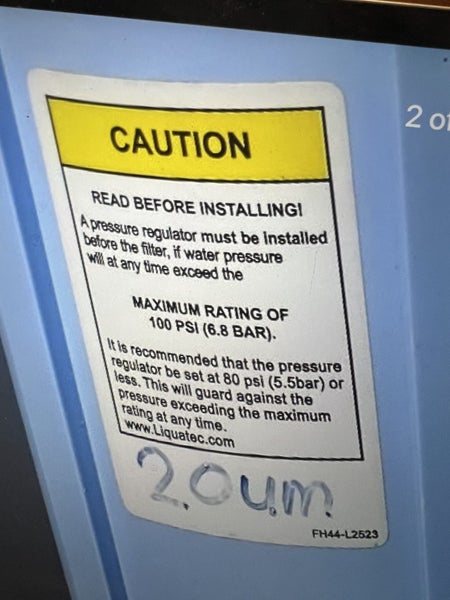 2 of
CAUTION
READ BEFORE INSTALLING!
A pressure regulator must be installed
before the filter, if water pressure
will at any time exceed the
MAXIMUM RATING OF
100 PSI (6.8 BAR).
It is recommended that the pressure
regulator be set at 80 psi (5.5bar) or
less. This will guard against the
pressure exceeding the maximum
rating at any time.
www.Liquatec.com
2.0um
FH44-L2523